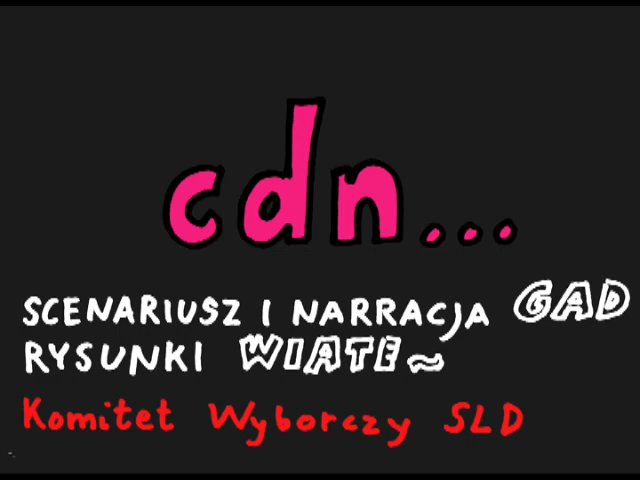 cdn...
SCENARIUSZ I NARRACJA GAD
RYSUNKI WIATE~
Komitet Wyborczy SLD